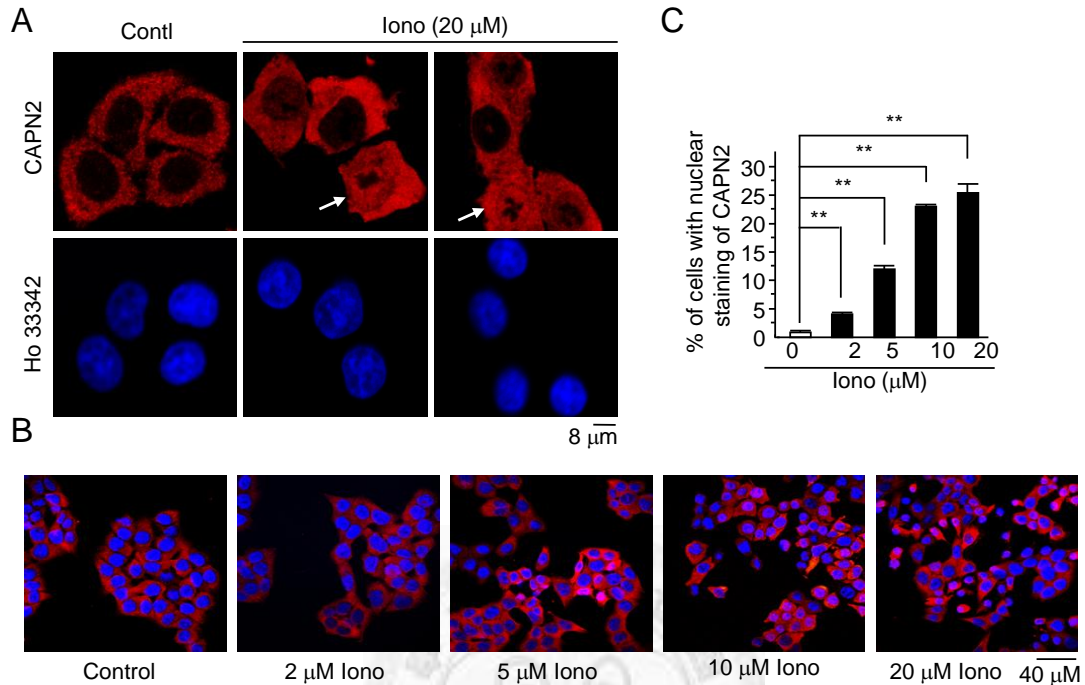 A
Contl
Iono (20 μM)
CAPN2
Ho 33342
8 μm
C
% of cells with nuclear
staining of CAPN2
**
**
**
**
30
25
20
15
10
5
0
0 2 5 10 20
Iono (μM)
B
Control
2 μM Iono
5 μM Iono
10 μM Iono
20 μM Iono
40 μM